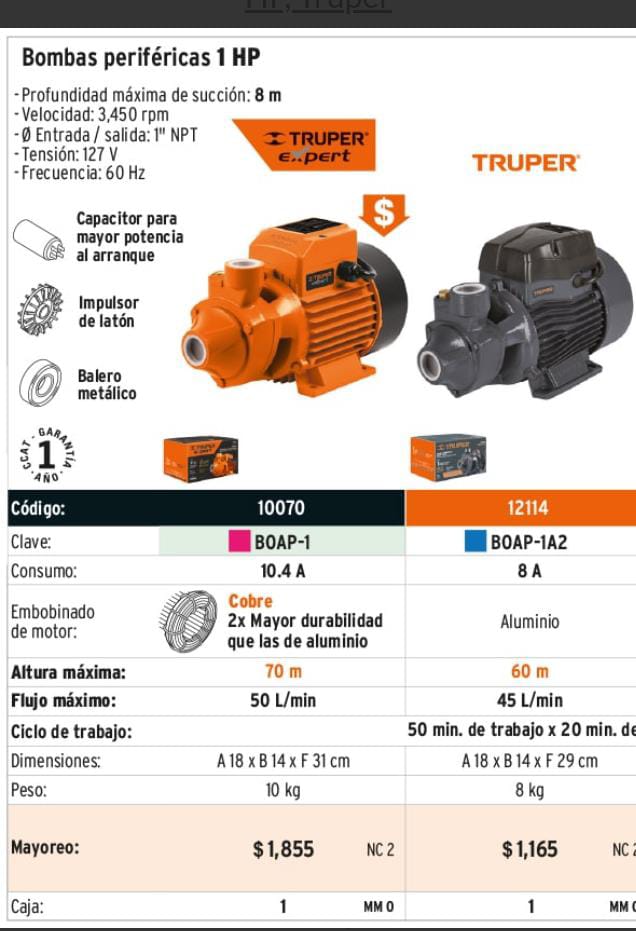 HP, Truper
Bombas periféricas 1 HP
- Profundidad máxima de succión: 8 m
- Velocidad: 3,450 rpm
- Ø Entrada / salida: 1" NPT
- Tensión: 127 V
- Frecuencia: 60 Hz
TRUPER®
expert
TRUPER®
$
Capacitor para
mayor potencia
al arranque
Impulsor
de latón
Balero
metálico
TRUPER
expert
TRUPER
CCAT - GARANTÍA
1
AÑO
TRUPER
expert
TRUPER
Código: 10070 12114
Clave: BOAP-1 BOAP-1A2
Consumo: 10.4 A 8 A
Embobinado
de motor:
Cobre
2x Mayor durabilidad
que las de aluminio
Aluminio
Altura máxima: 70 m 60 m
Flujo máximo: 50 L/min 45 L/min
Ciclo de trabajo: 50 min. de trabajo x 20 min. de
Dimensiones: A 18 x B 14 x F 31 cm A 18 x B 14 x F 29 cm
Peso: 10 kg 8 kg
Mayoreo: $1,855 NC 2 $1,165 NC 2
Caja: 1 MM 0 1 MM 0